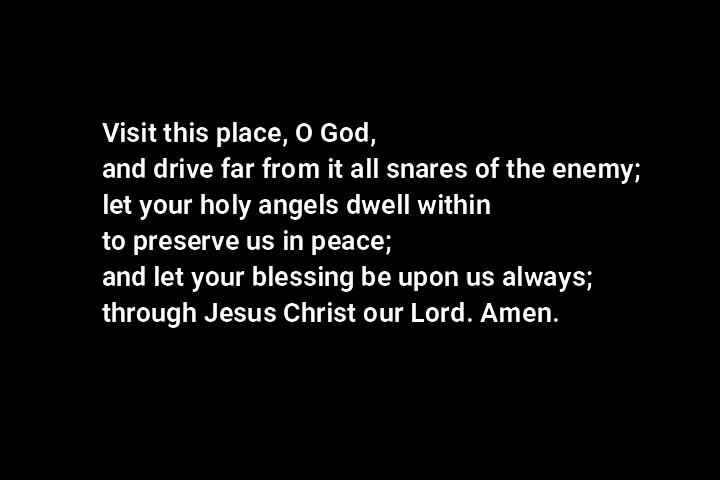 Visit this place, O God,
and drive far from it all snares of the enemy;
let your holy angels dwell within
to preserve us in peace;
and let your blessing be upon us always;
through Jesus Christ our Lord. Amen.